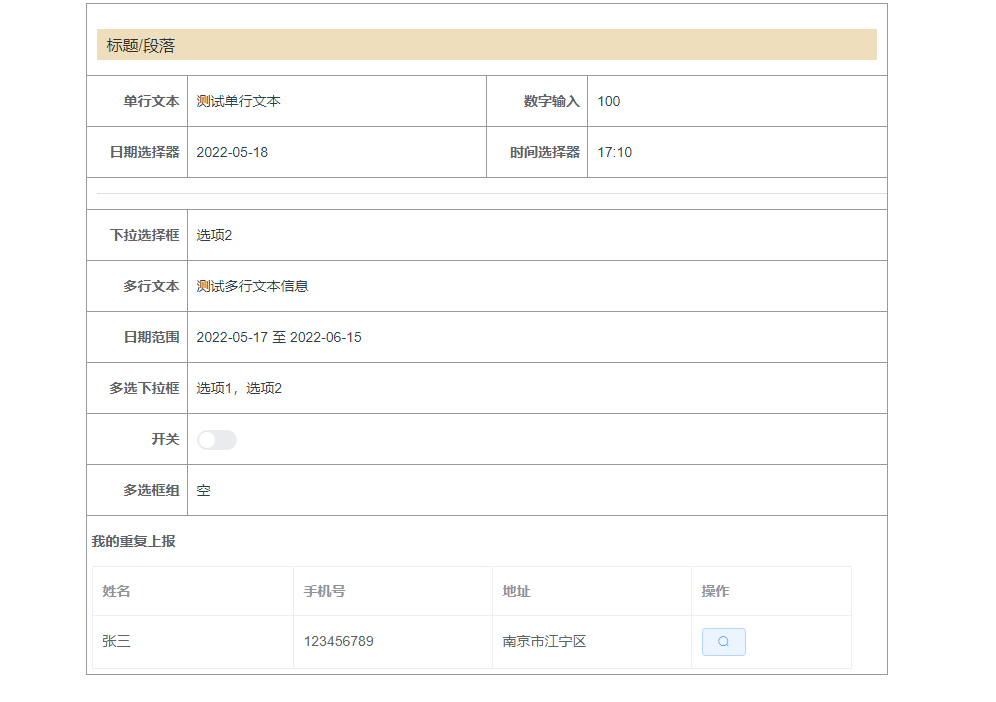 标题/段落
单行文本 测试单行文本 数字输入 100
日期选择器 2022-05-18 时间选择器 17:10
下拉选择框 选项2
多行文本 测试多行文本信息
日期范围 2022-05-17 至 2022-06-15
多选下拉框 选项1，选项2
开关
多选框组 空
我的重复上报
姓名 手机号 地址 操作
张三 123456789 南京市江宁区